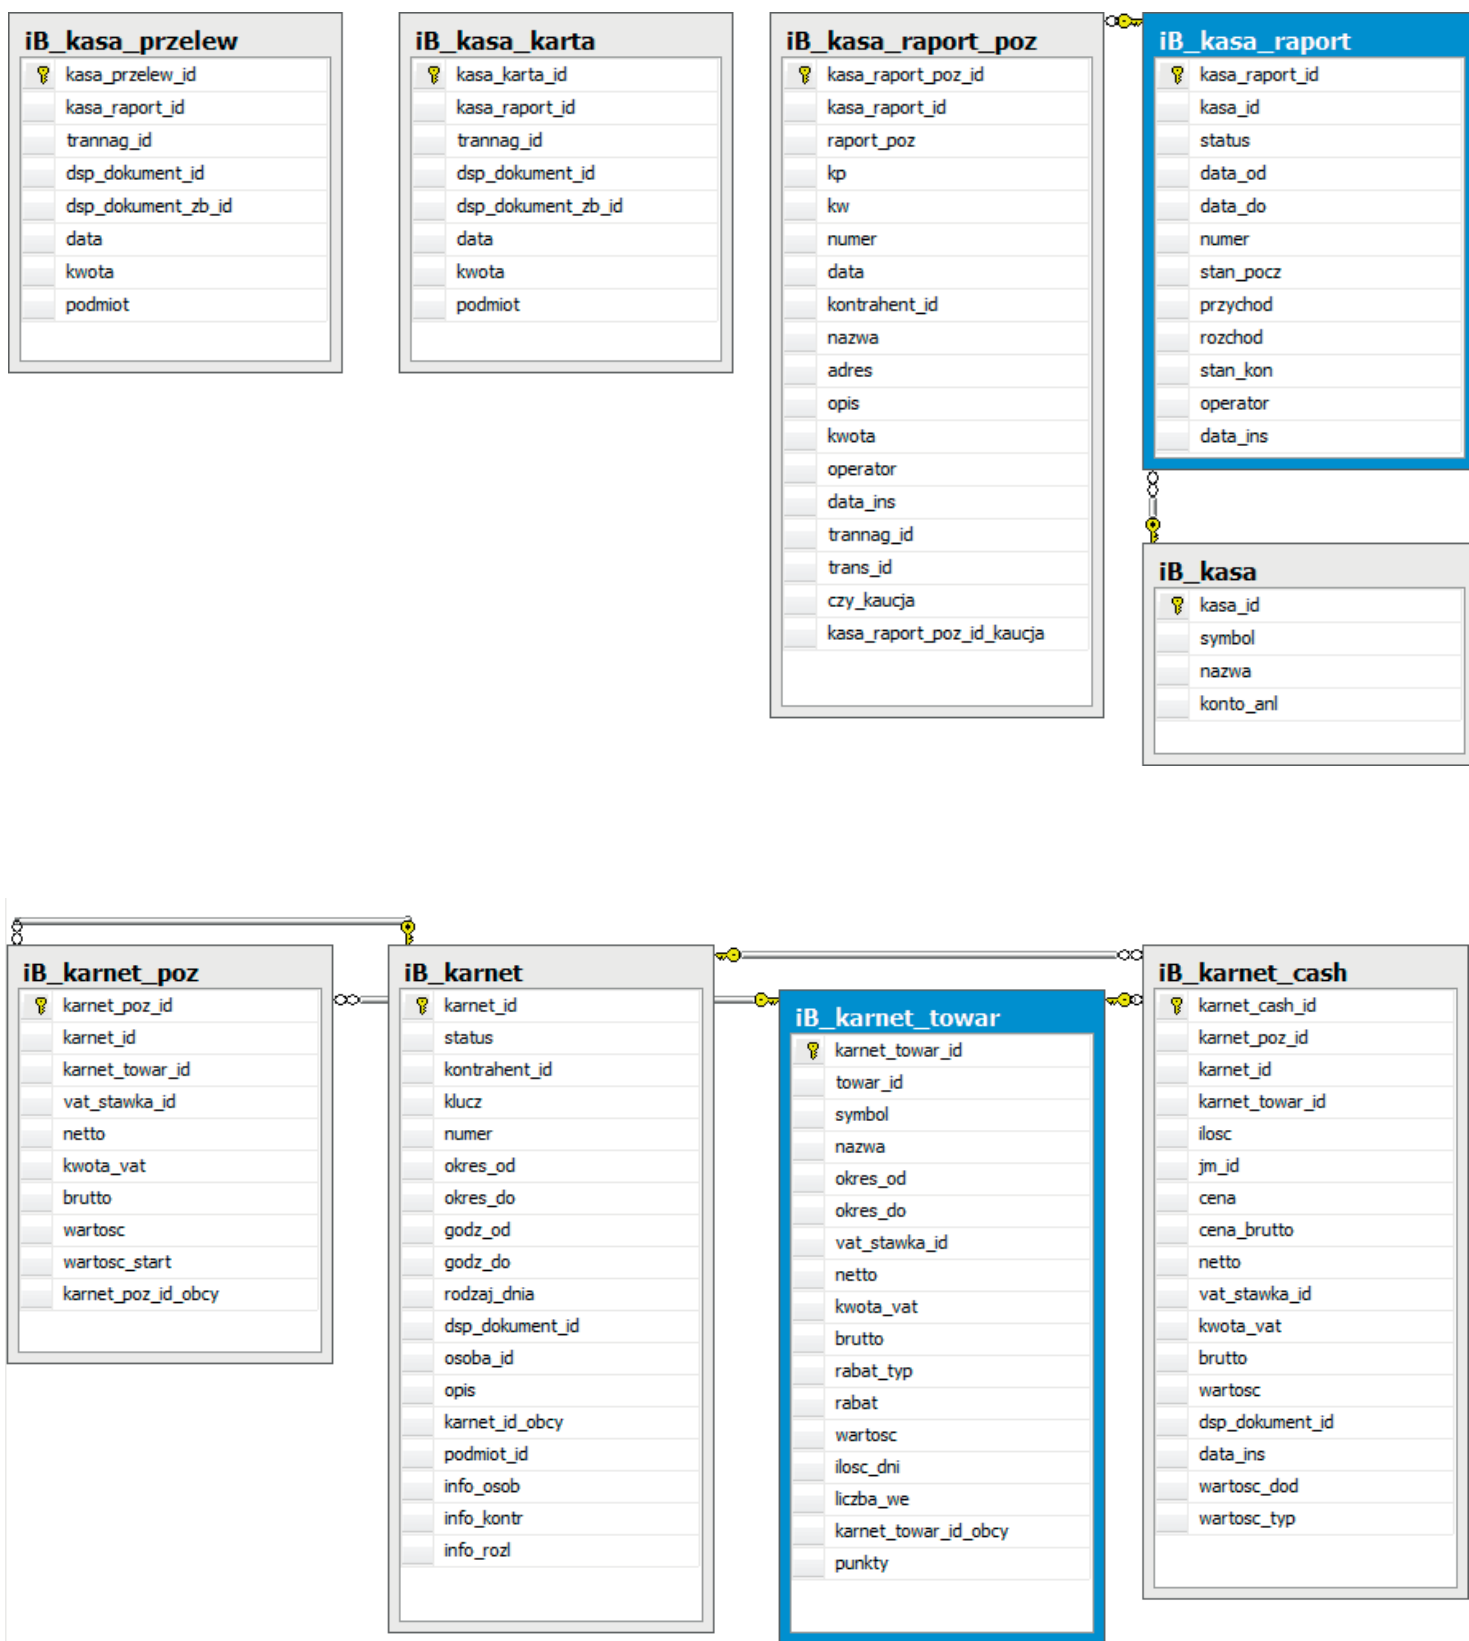 iB_kasa_przelew
kasa_przelew_id
kasa_raport_id
trannag_id
dsp_dokument_id
dsp_dokument_zb_id
data
kwota
podmiot
iB_kasa_karta
kasa_karta_id
kasa_raport_id
trannag_id
dsp_dokument_id
dsp_dokument_zb_id
data
kwota
podmiot
iB_kasa_raport_poz
kasa_raport_poz_id
kasa_raport_id
raport_poz
kp
kw
numer
data
kontrahent_id
nazwa
adres
opis
kwota
operator
data_ins
trannag_id
trans_id
czy_kaucja
kasa_raport_poz_id_kaucja
iB_kasa_raport
kasa_raport_id
kasa_id
status
data_od
data_do
numer
stan_pocz
przychod
rozchod
stan_kon
operator
data_ins
iB_kasa
kasa_id
symbol
nazwa
konto_anl
iB_karnet_poz
karnet_poz_id
karnet_id
karnet_towar_id
vat_stawka_id
netto
kwota_vat
brutto
wartosc
wartosc_start
karnet_poz_id_obcy
iB_karnet
karnet_id
status
kontrahent_id
klucz
numer
okres_od
okres_do
godz_od
godz_do
rodzaj_dnia
dsp_dokument_id
osoba_id
opis
karnet_id_obcy
podmiot_id
info_osob
info_kontr
info_rozl
iB_karnet_towar
karnet_towar_id
towar_id
symbol
nazwa
okres_od
okres_do
vat_stawka_id
netto
kwota_vat
brutto
rabat_typ
rabat
wartosc
ilosc_dni
liczba_we
karnet_towar_id_obcy
punkty
iB_karnet_cash
karnet_cash_id
karnet_poz_id
karnet_id
karnet_towar_id
ilosc
jm_id
cena
cena_brutto
netto
vat_stawka_id
kwota_vat
brutto
wartosc
dsp_dokument_id
data_ins
wartosc_dod
wartosc_typ